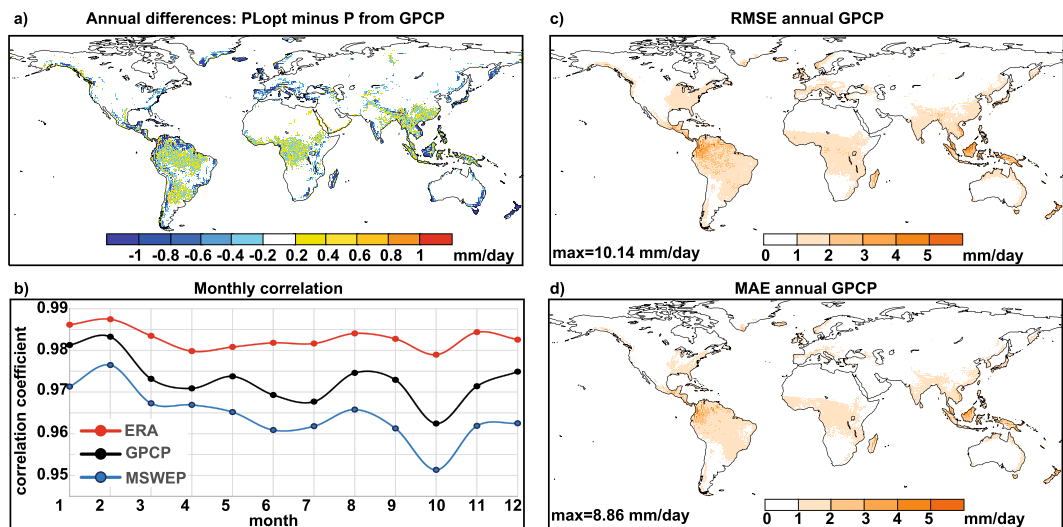 a) Annual differences: PLopt minus P from GPCP
-1 -0.8 -0.6 -0.4 -0.2 0.2 0.4 0.6 0.8 1 mm/day
b) Monthly correlation
correlation coefficient
0.99
0.98
0.97
0.96
0.95
ERA
GPCP
MSWEP
1 2 3 4 5 6 7 8 9 10 11 12
month
c) RMSE annual GPCP
max=10.14 mm/day
0 1 2 3 4 5 mm/day
d) MAE annual GPCP
max=8.86 mm/day
0 1 2 3 4 5 mm/day